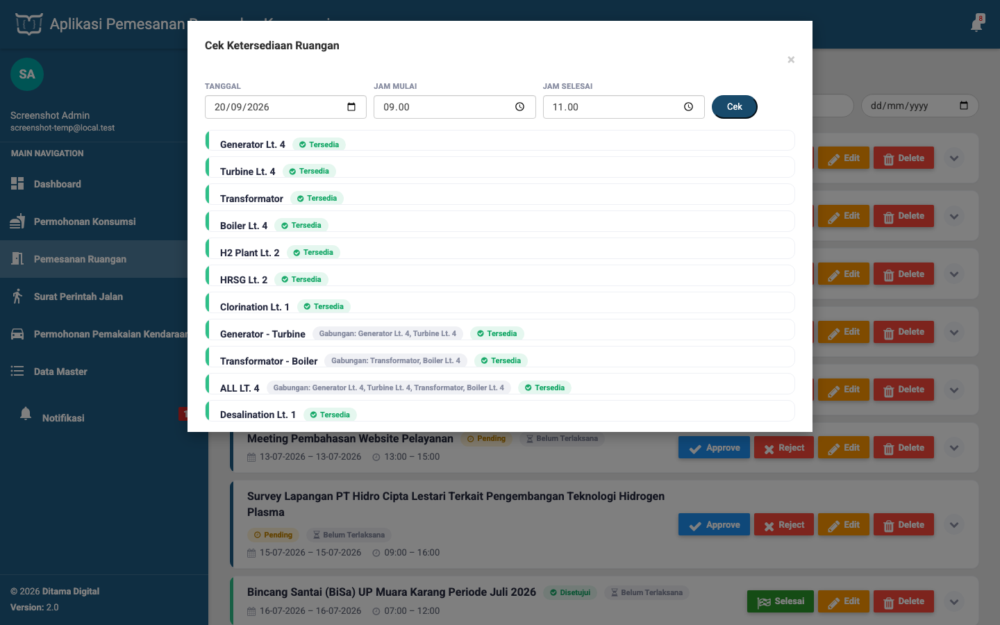 Aplikasi Pemesanan
8
SA
Screenshot Admin
screenshot-temp@local.test
MAIN NAVIGATION
Dashboard
Permohonan Konsumsi
Pemesanan Ruangan
Surat Perintah Jalan
Permohonan Pemakaian Kendaraan
Data Master
Notifikasi
© 2026 Ditama Digital
Version: 2.0
Cek Ketersediaan Ruangan
×
TANGGAL
JAM MULAI
JAM SELESAI
20/09/2026
09.00
11.00
Cek
Generator Lt. 4 Tersedia
Turbine Lt. 4 Tersedia
Transformator Tersedia
Boiler Lt. 4 Tersedia
H2 Plant Lt. 2 Tersedia
HRSG Lt. 2 Tersedia
Clorination Lt. 1 Tersedia
Generator - Turbine Gabungan: Generator Lt. 4, Turbine Lt. 4 Tersedia
Transformator - Boiler Gabungan: Transformator, Boiler Lt. 4 Tersedia
ALL LT. 4 Gabungan: Generator Lt. 4, Turbine Lt. 4, Transformator, Boiler Lt. 4 Tersedia
Desalination Lt. 1 Tersedia
dd/mm/yyyy
Edit Delete
Edit Delete
Edit Delete
Edit Delete
Edit Delete
Meeting Pembahasan Website Pelayanan Pending Belum Terlaksana
13-07-2026 – 13-07-2026 13:00 – 15:00
Approve Reject Edit Delete
Survey Lapangan PT Hidro Cipta Lestari Terkait Pengembangan Teknologi Hidrogen
Plasma
Pending Belum Terlaksana
15-07-2026 – 15-07-2026 09:00 – 16:00
Approve Reject Edit Delete
Bincang Santai (BiSa) UP Muara Karang Periode Juli 2026 Disetujui Belum Terlaksana
16-07-2026 – 16-07-2026 07:00 – 12:00
Selesai Edit Delete